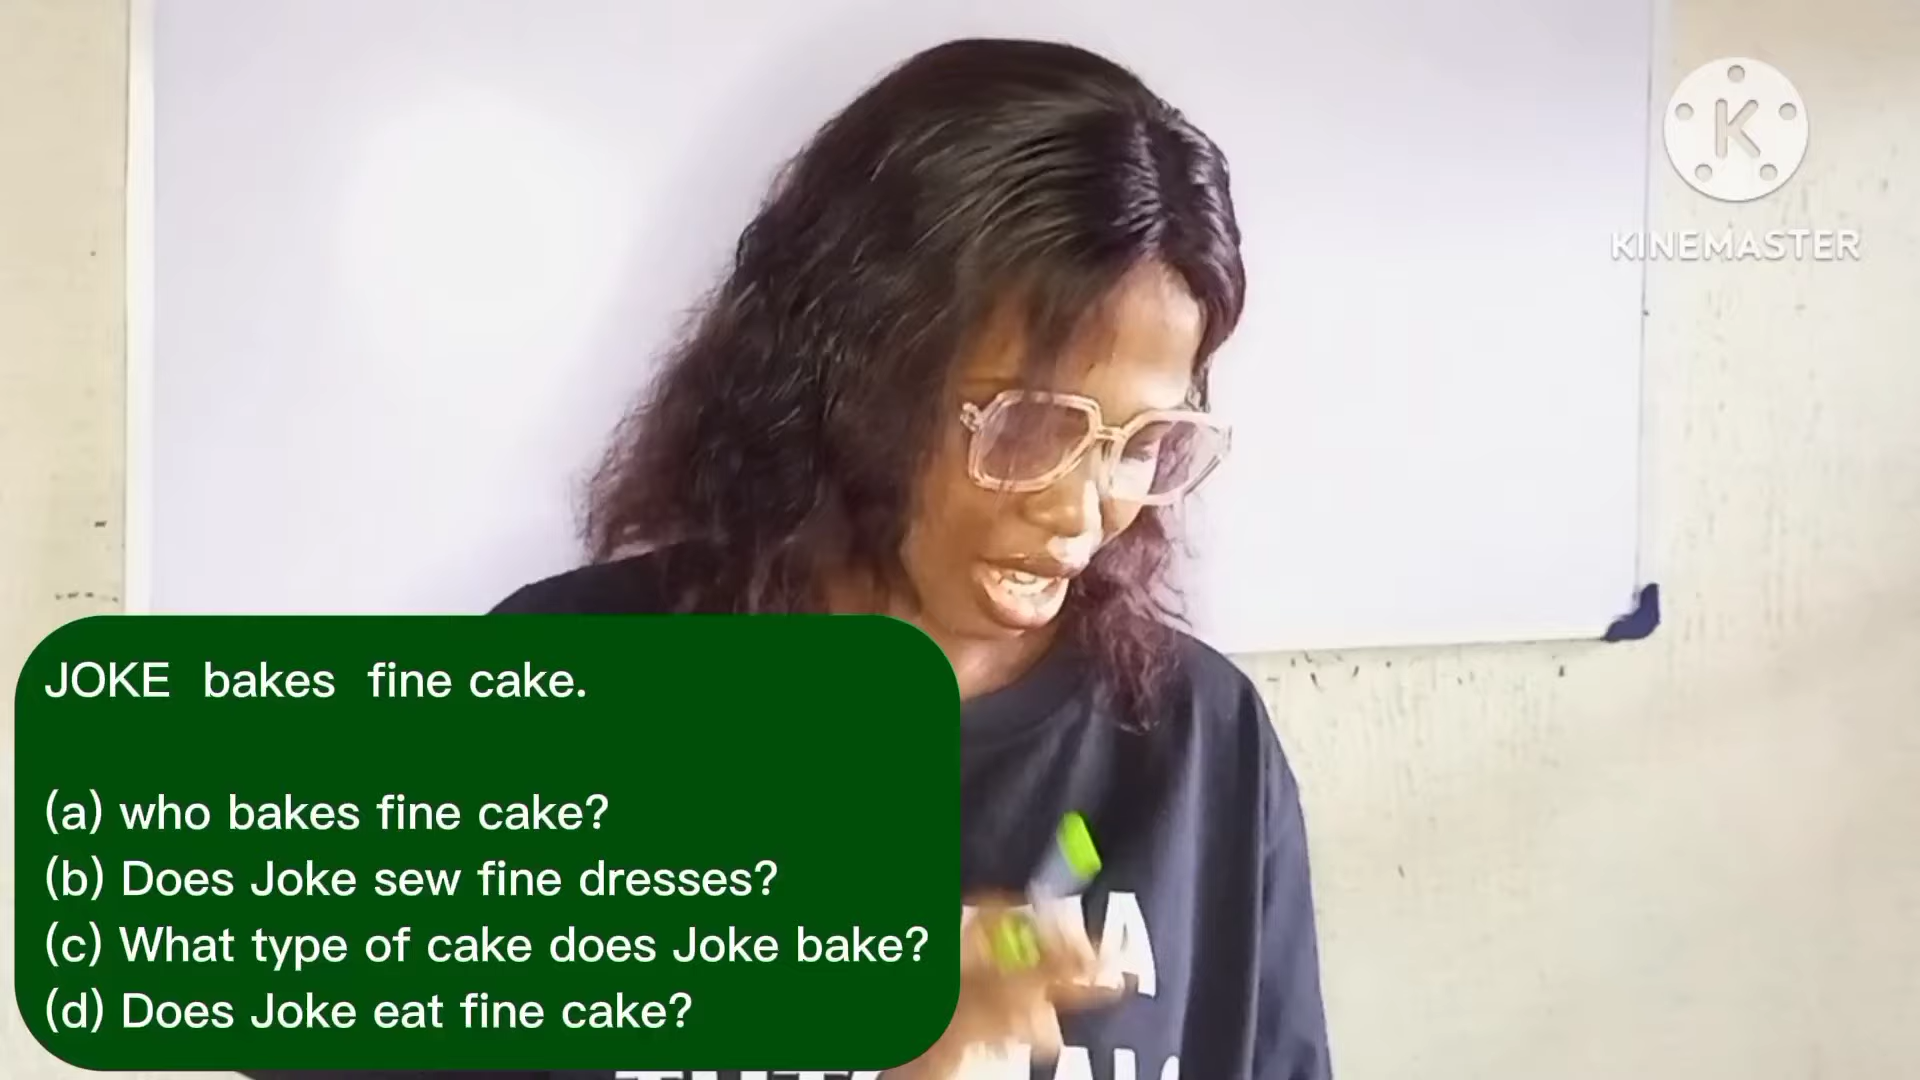 K
KINEMASTER
JOKE bakes fine cake.
(a) who bakes fine cake?
(b) Does Joke sew fine dresses?
(c) What type of cake does Joke bake?
(d) Does Joke eat fine cake?